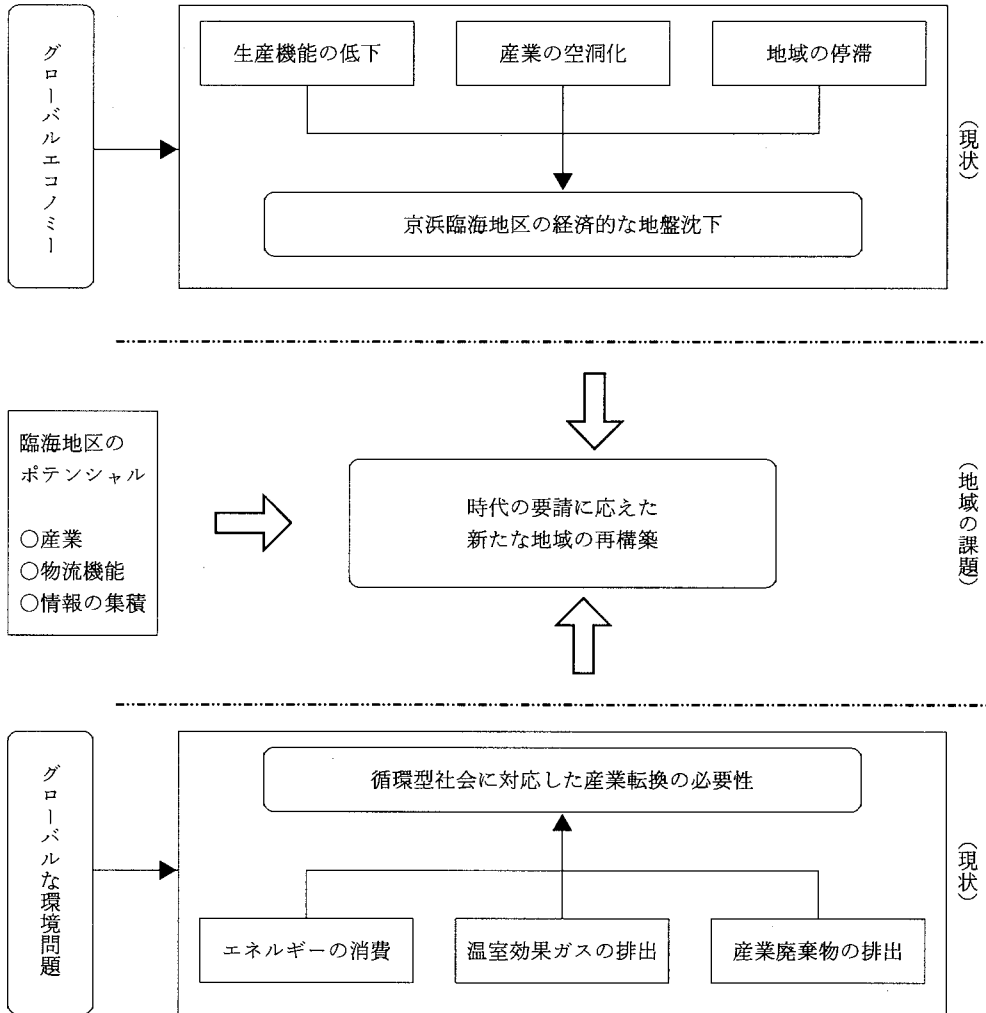 グローバルエコノミー
生産機能の低下
産業の空洞化
地域の停滞
京浜臨海地区の経済的な地盤沈下
(現状)
臨海地区の
ポテンシャル
○産業
○物流機能
○情報の集積
時代の要請に応えた
新たな地域の再構築
(地域の課題)
グローバルな環境問題
循環型社会に対応した産業転換の必要性
エネルギーの消費
温室効果ガスの排出
産業廃棄物の排出
(現状)